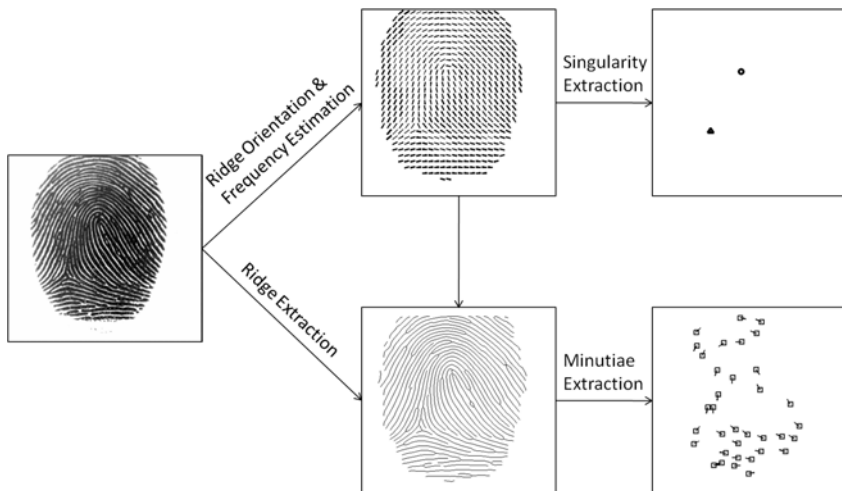 Ridge Orientation &
Frequency Estimation
Singularity
Extraction
Ridge Extraction
Minutiae
Extraction